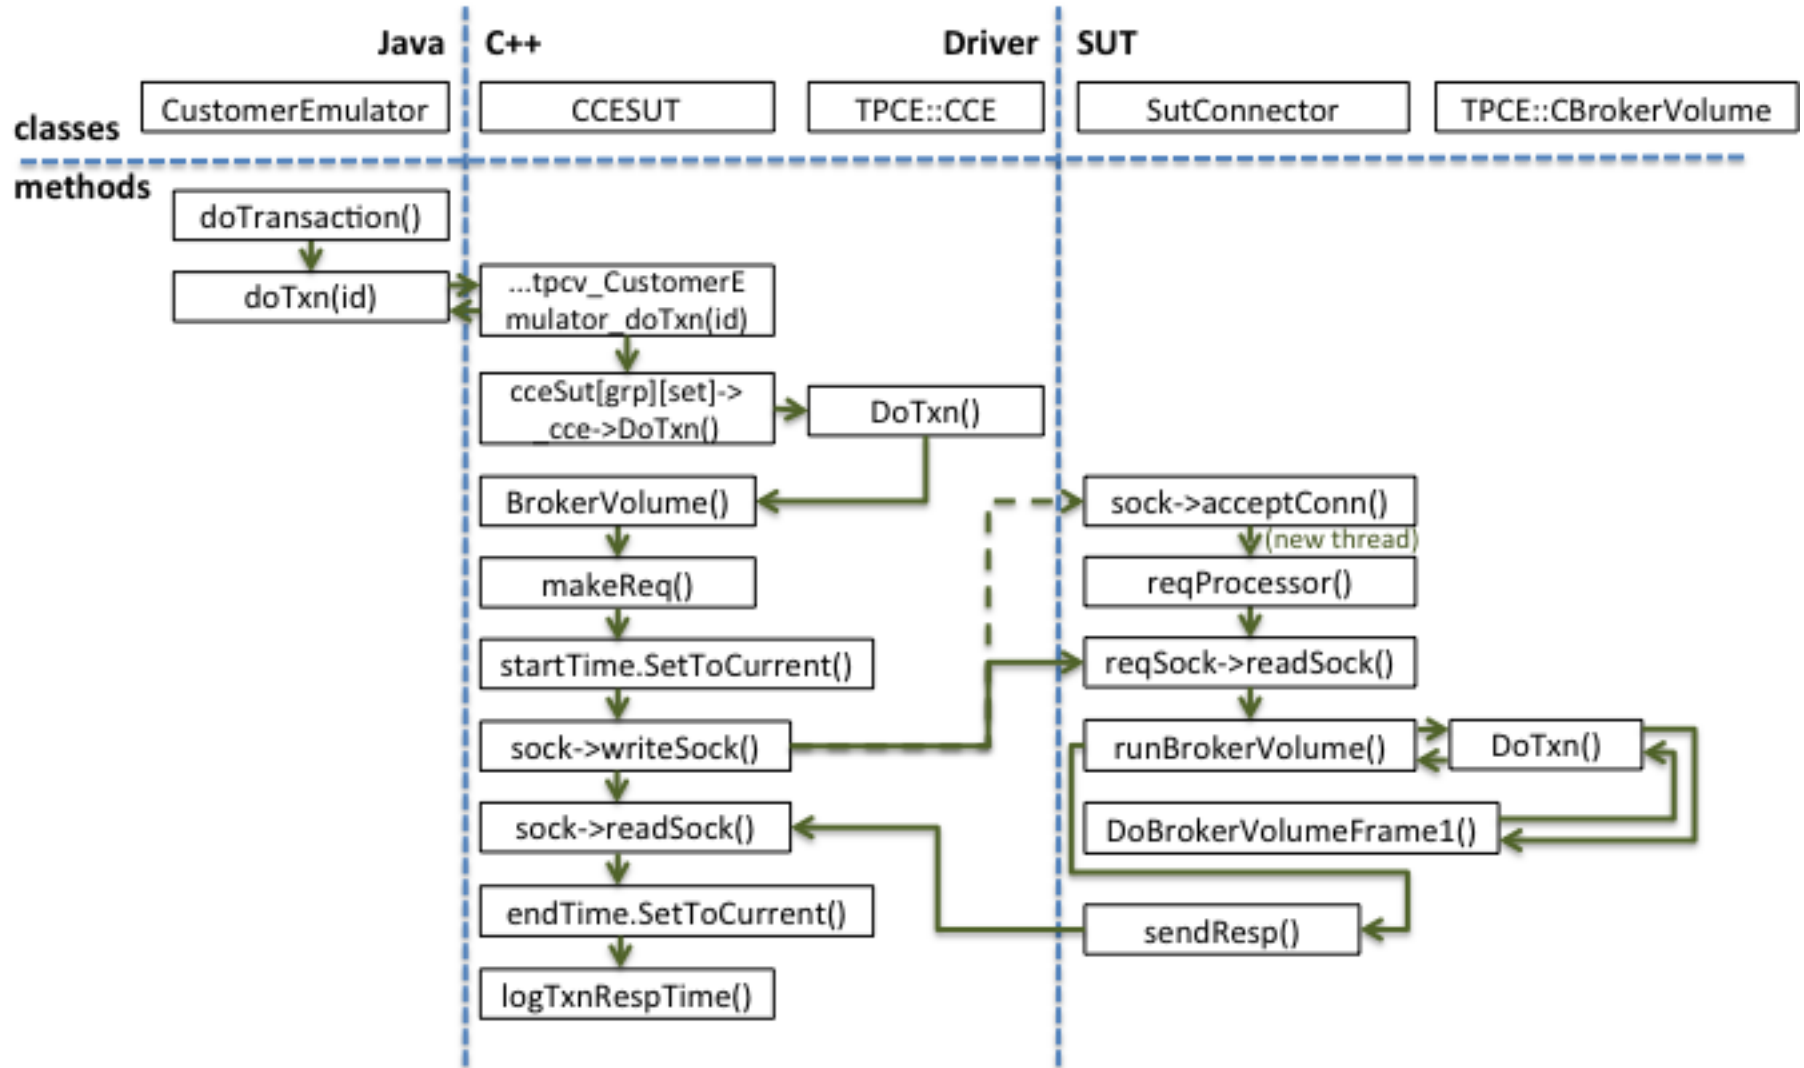 Java
C++
Driver
SUT
classes
CustomerEmulator
CCESUT
TPCE::CCE
SutConnector
TPCE::CBrokerVolume
methods
doTransaction()
doTxn(id)
...tpcv_CustomerE
mulator_doTxn(id)
cceSut[grp][set]->
_cce->DoTxn()
DoTxn()
BrokerVolume()
sock->acceptConn()
(new thread)
makeReq()
reqProcessor()
startTime.SetToCurrent()
reqSock->readSock()
sock->writeSock()
runBrokerVolume()
DoTxn()
sock->readSock()
DoBrokerVolumeFrame1()
endTime.SetToCurrent()
sendResp()
logTxnRespTime()